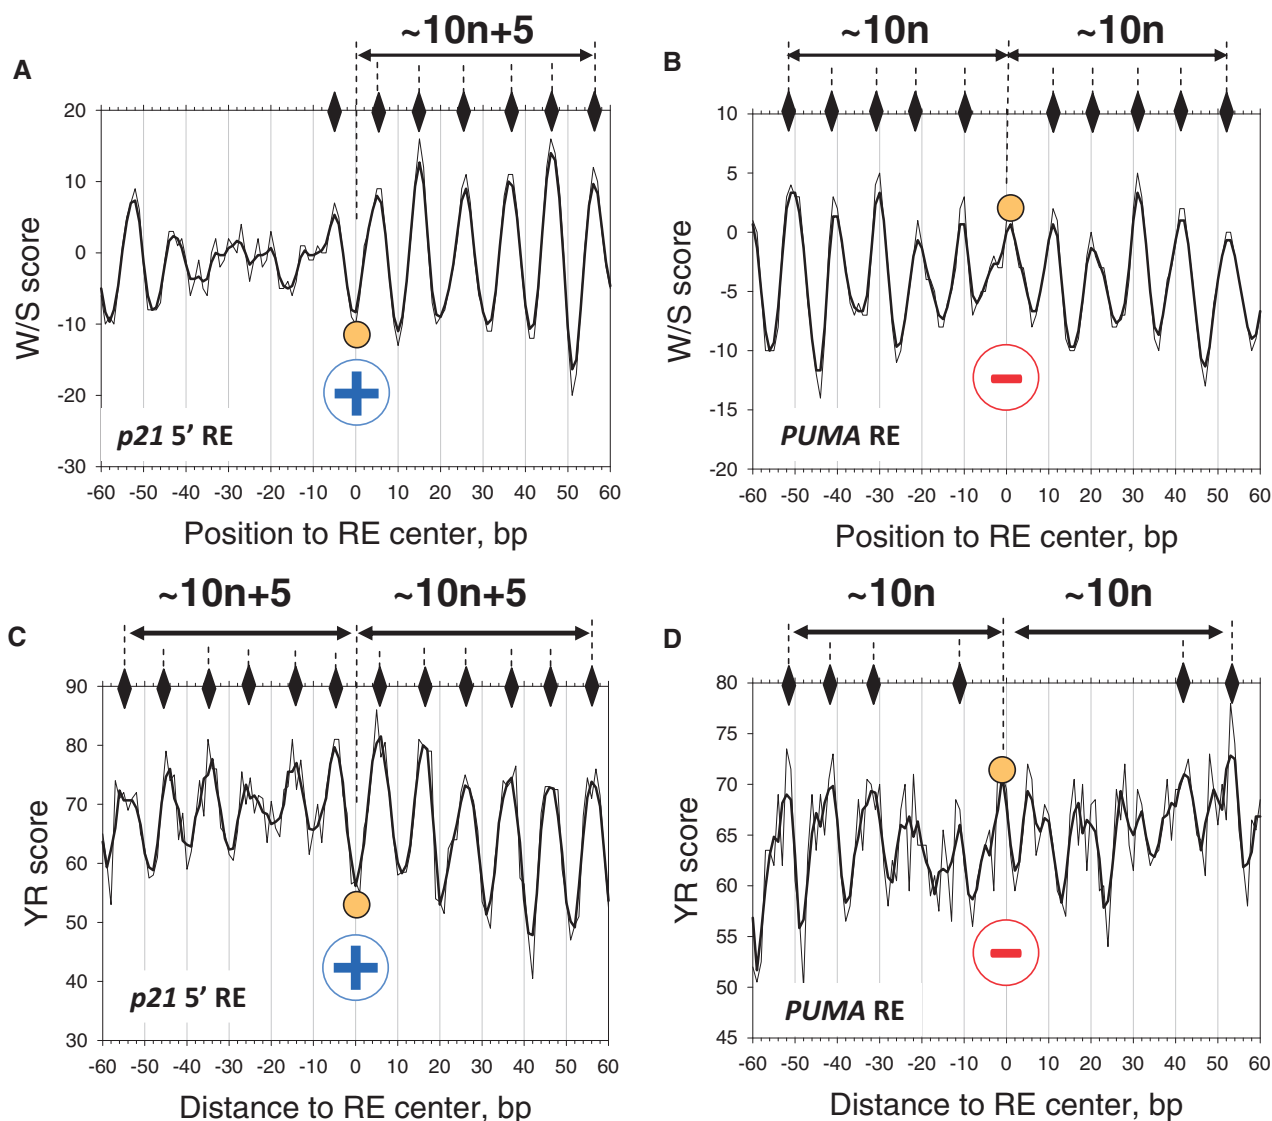 A
~10n+5
W/S score
20
10
0
-10
-20
-30
p21 5’ RE
-60 -50 -40 -30 -20 -10 0 10 20 30 40 50 60
Position to RE center, bp
B
~10n ~10n
W/S score
10
5
0
-5
-10
-15
-20
PUMA RE
-60 -50 -40 -30 -20 -10 0 10 20 30 40 50 60
Position to RE center, bp
C
~10n+5 ~10n+5
YR score
90
80
70
60
50
40
30
p21 5’ RE
-60 -50 -40 -30 -20 -10 0 10 20 30 40 50 60
Distance to RE center, bp
D
~10n ~10n
YR score
80
75
70
65
60
55
50
45
PUMA RE
-60 -50 -40 -30 -20 -10 0 10 20 30 40 50 60
Distance to RE center, bp